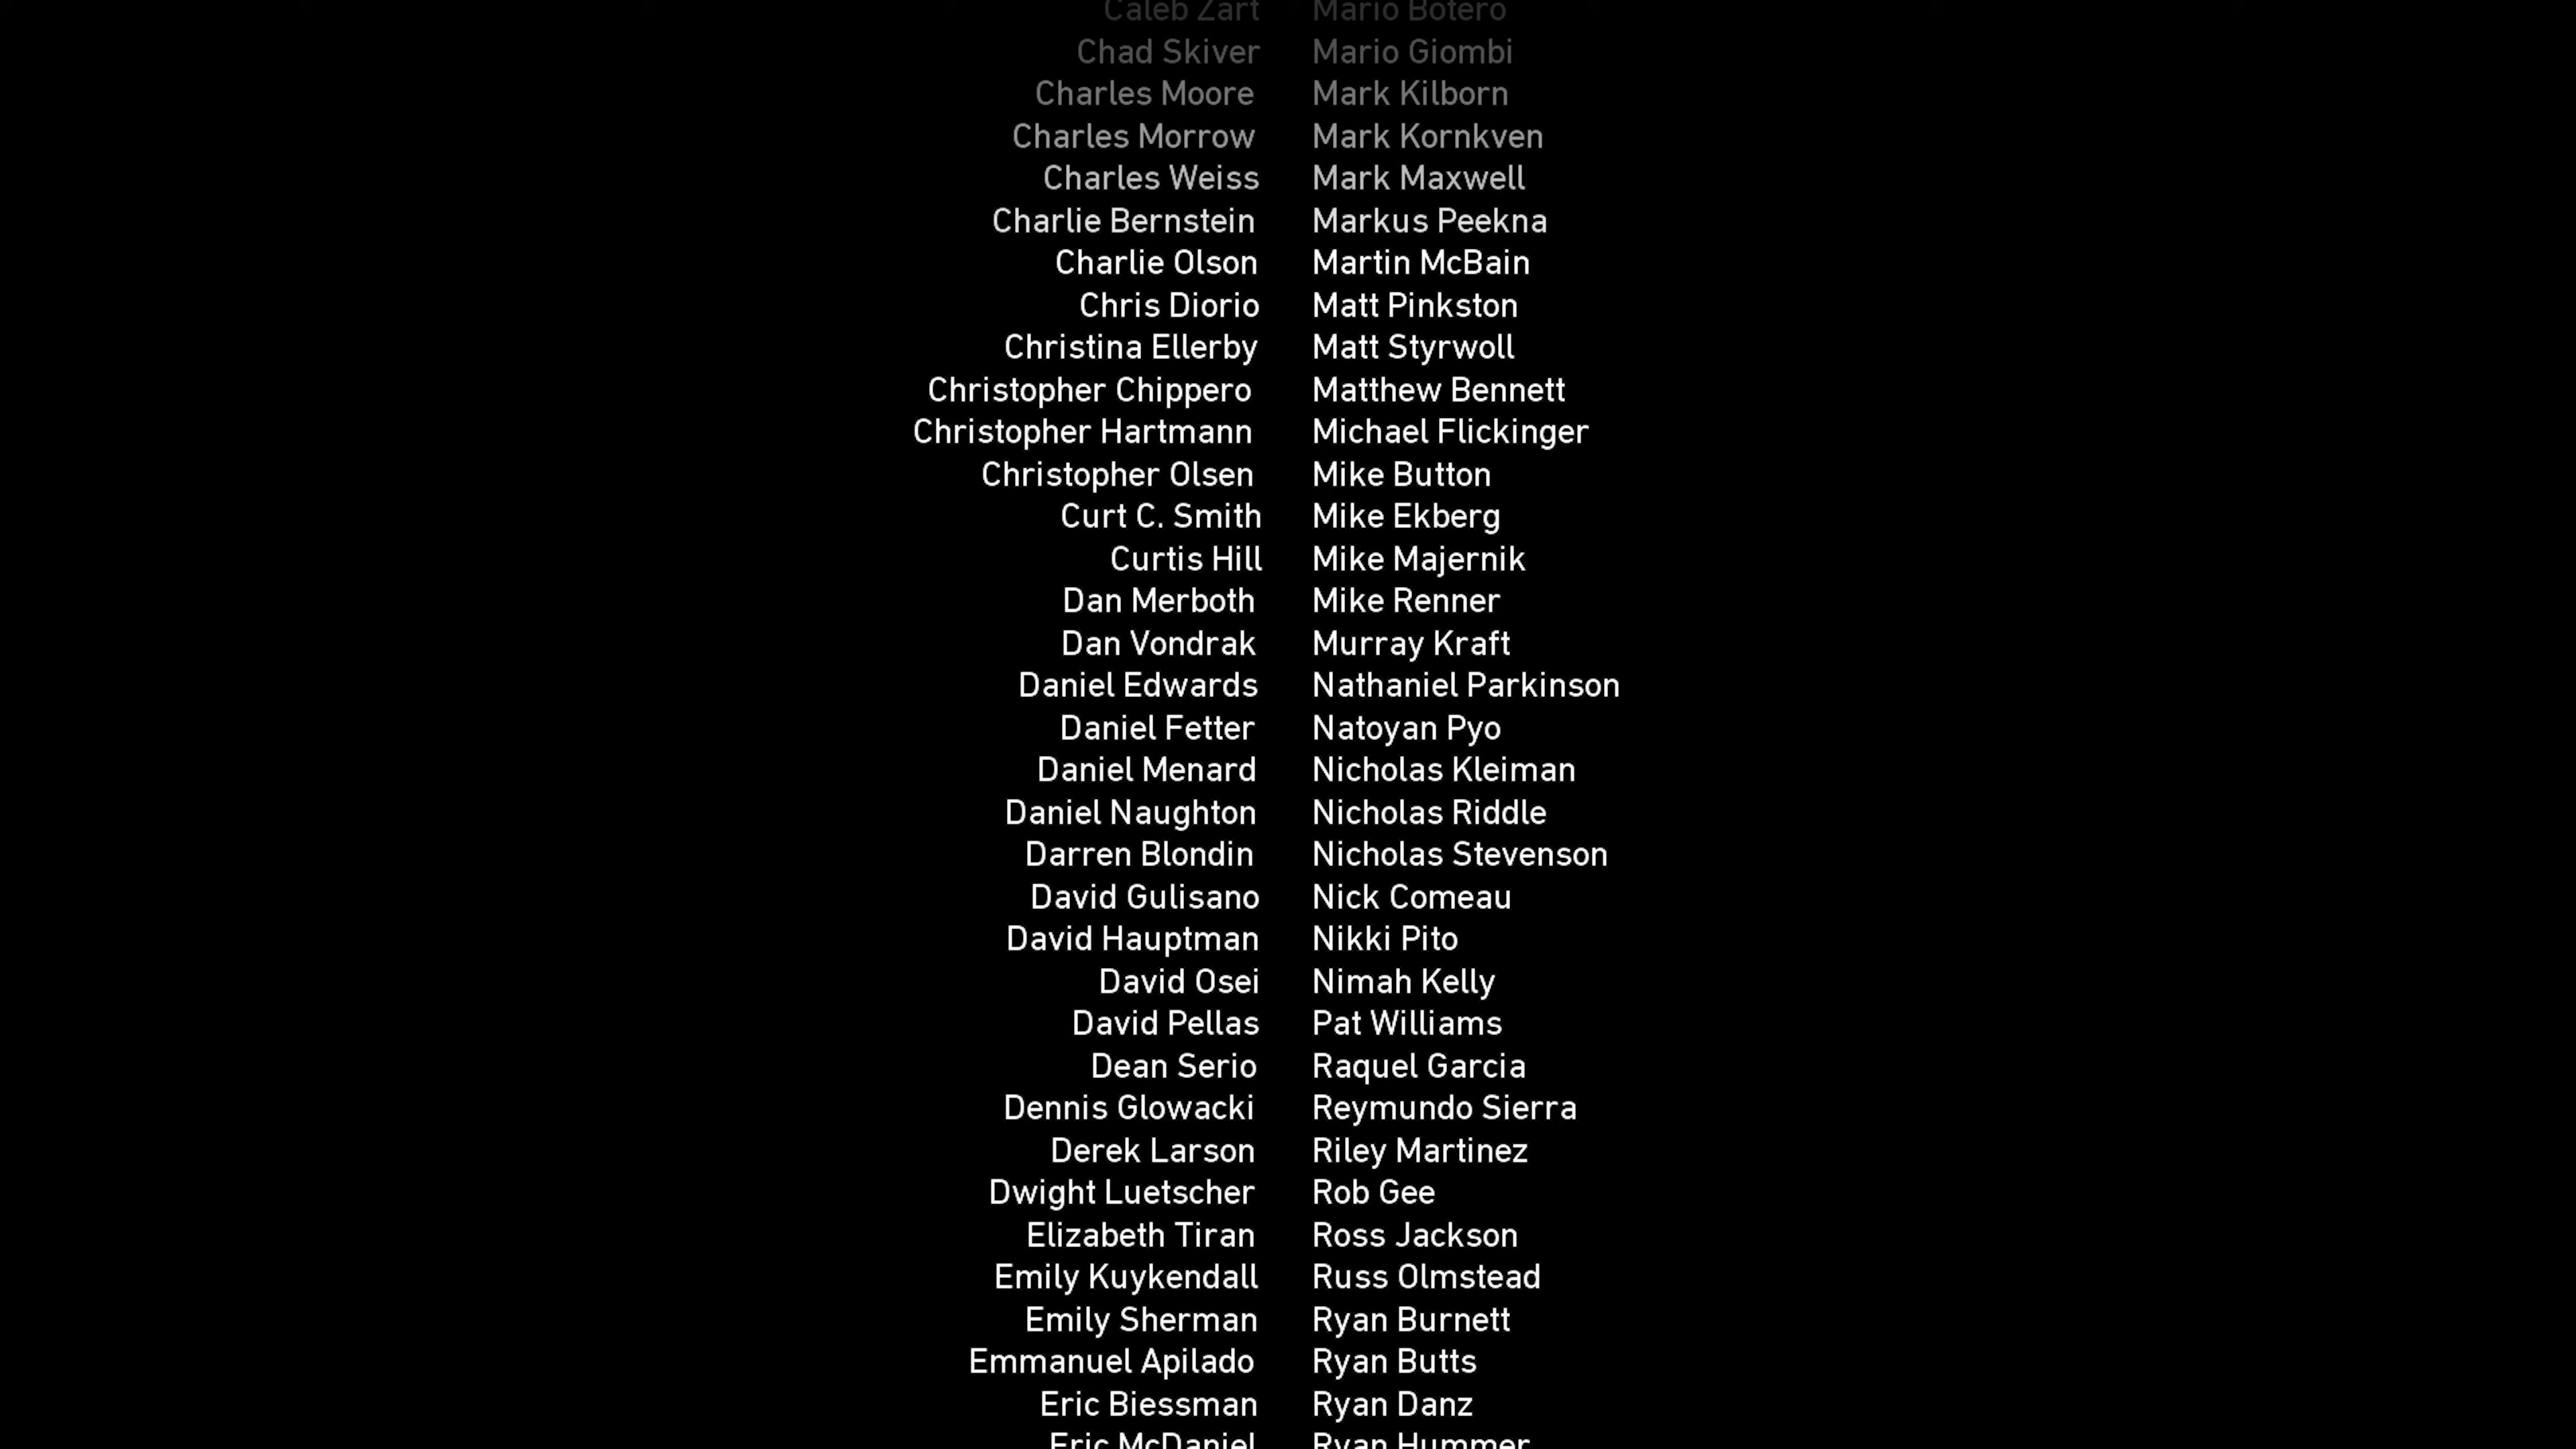 Caleb Zart Mario Botero
Chad Skiver Mario Giombi
Charles Moore Mark Kilborn
Charles Morrow Mark Kornkven
Charles Weiss Mark Maxwell
Charlie Bernstein Markus Peekna
Charlie Olson Martin McBain
Chris Diorio Matt Pinkston
Christina Ellerby Matt Styrwoll
Christopher Chippero Matthew Bennett
Christopher Hartmann Michael Flickinger
Christopher Olsen Mike Button
Curt C. Smith Mike Ekberg
Curtis Hill Mike Majernik
Dan Merboth Mike Renner
Dan Vondrak Murray Kraft
Daniel Edwards Nathaniel Parkinson
Daniel Fetter Natoyan Pyo
Daniel Menard Nicholas Kleiman
Daniel Naughton Nicholas Riddle
Darren Blondin Nicholas Stevenson
David Gulisano Nick Comeau
David Hauptman Nikki Pito
David Osei Nimah Kelly
David Pellas Pat Williams
Dean Serio Raquel Garcia
Dennis Glowacki Reymundo Sierra
Derek Larson Riley Martinez
Dwight Luetscher Rob Gee
Elizabeth Tiran Ross Jackson
Emily Kuykendall Russ Olmstead
Emily Sherman Ryan Burnett
Emmanuel Apilado Ryan Butts
Eric Biessman Ryan Danz
Eric McDaniel Ryan Hummer